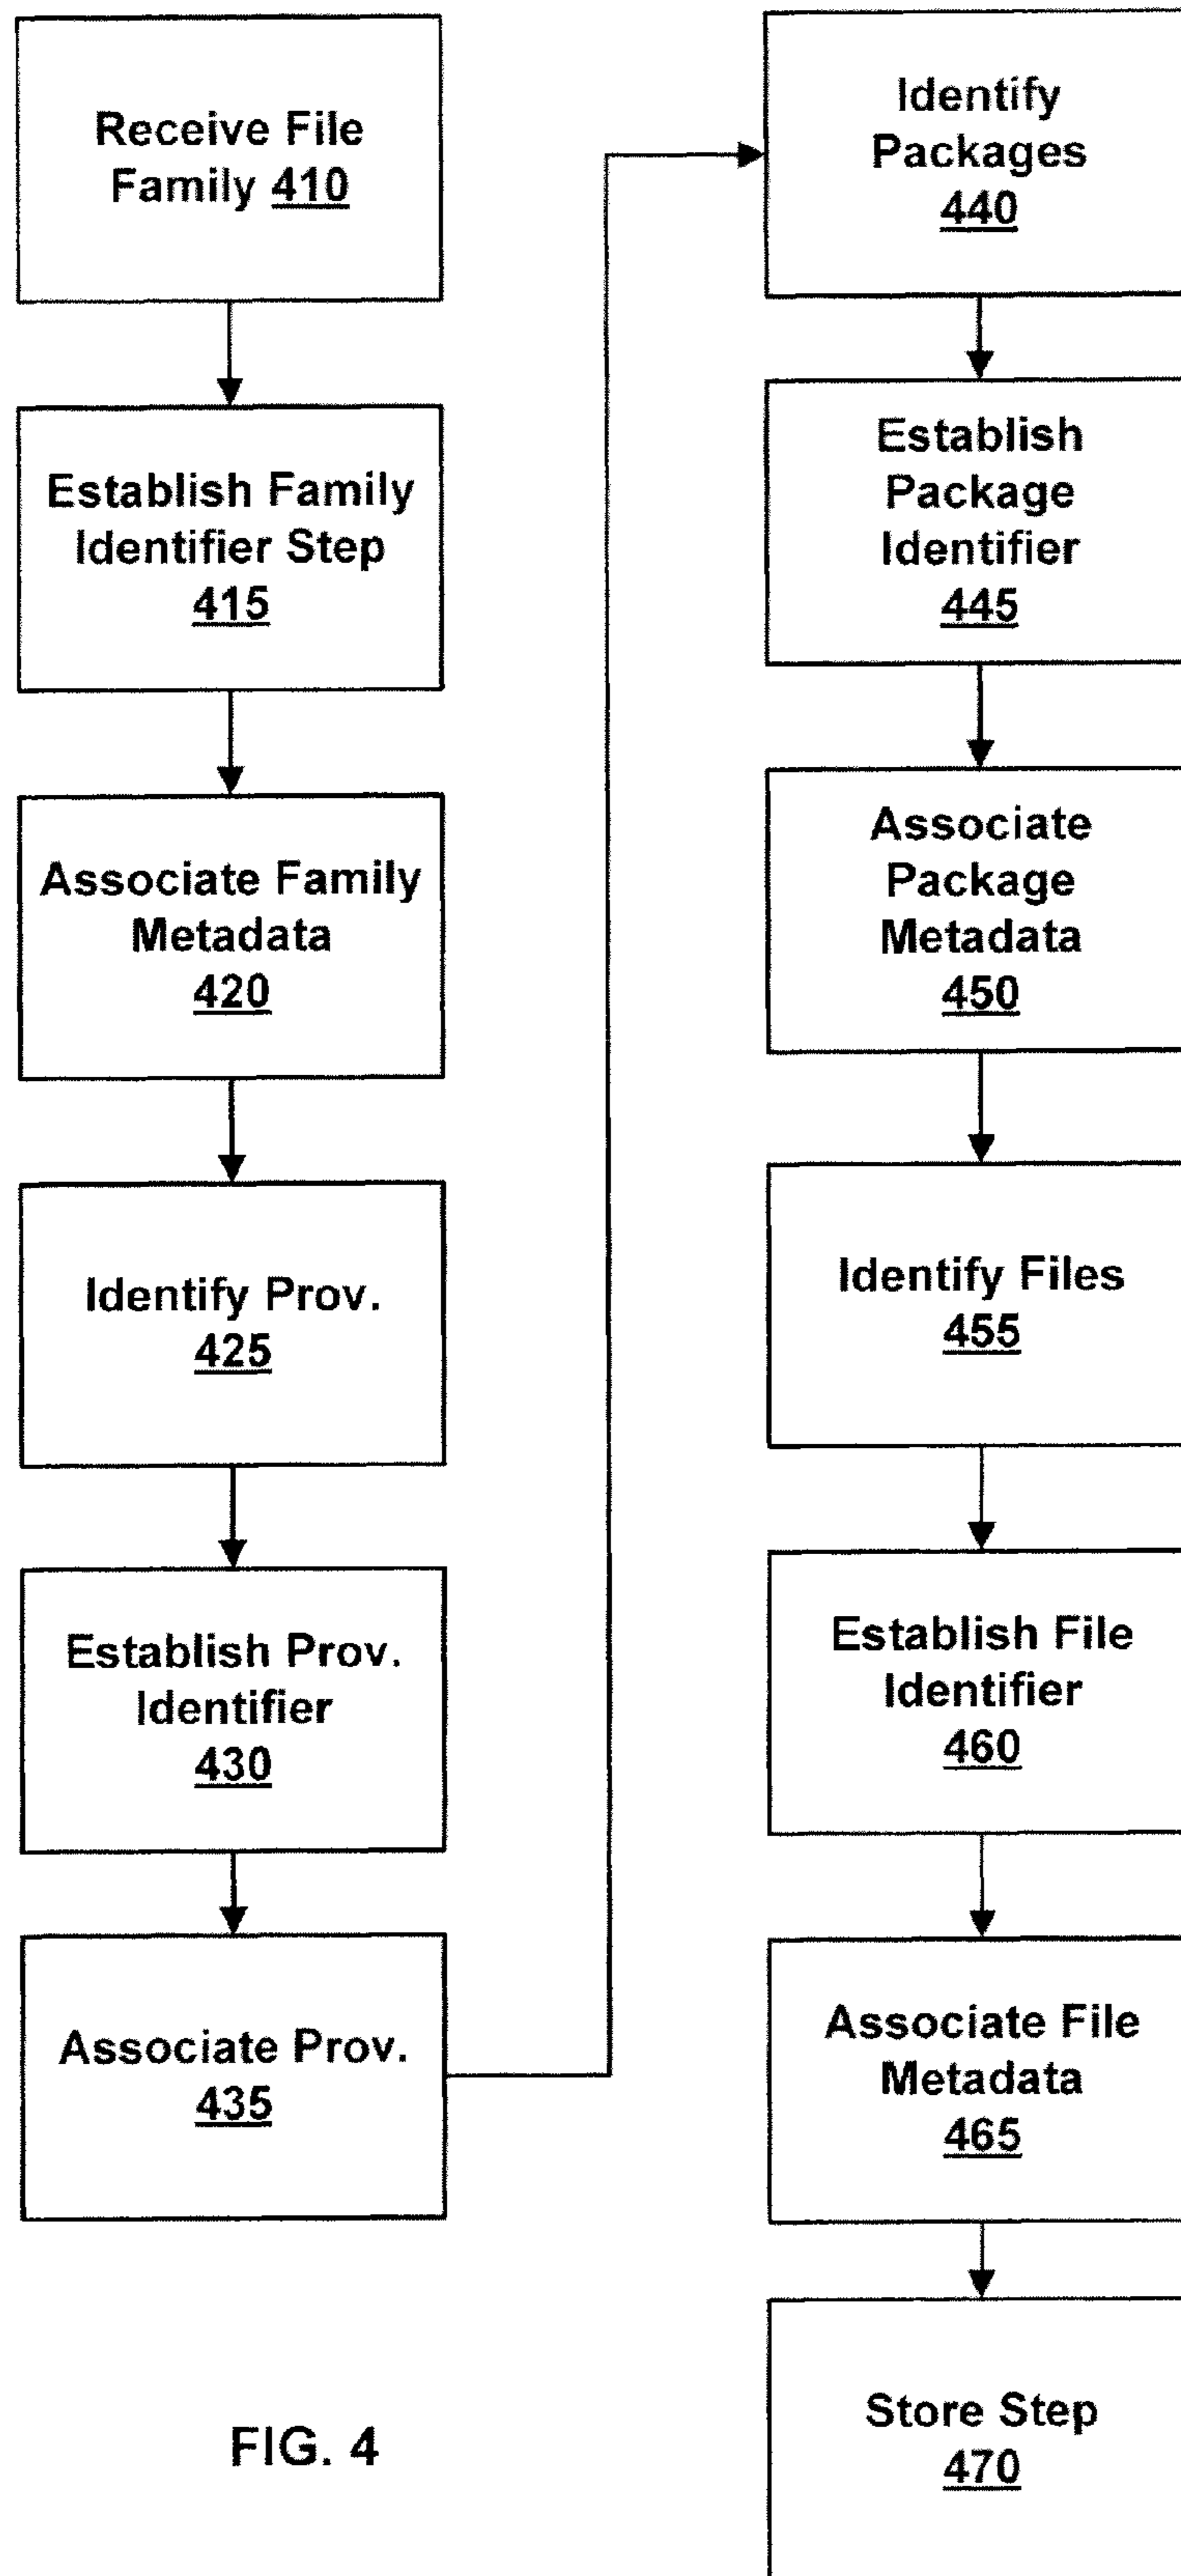 Receive File
Family 410
Establish Family
Identifier Step
415
Associate Family
Metadata
420
Identify Prov.
425
Establish Prov.
Identifier
430
Associate Prov.
435
Identify
Packages
440
Establish
Package
Identifier
445
Associate
Package
Metadata
450
Identify Files
455
Establish File
Identifier
460
Associate File
Metadata
465
Store Step
470
FIG. 4